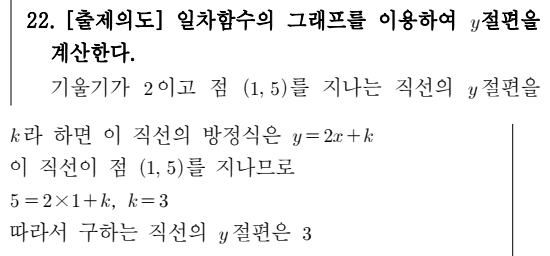 22. [출제의도] 일차함수의 그래프를 이용하여 y절편을
계산한다.
기울기가 2이고 점 (1, 5)를 지나는 직선의 y절편을
k라 하면 이 직선의 방정식은 y=2x+k
이 직선이 점 (1, 5)를 지나므로
5=2×1+k, k=3
따라서 구하는 직선의 y절편은 3